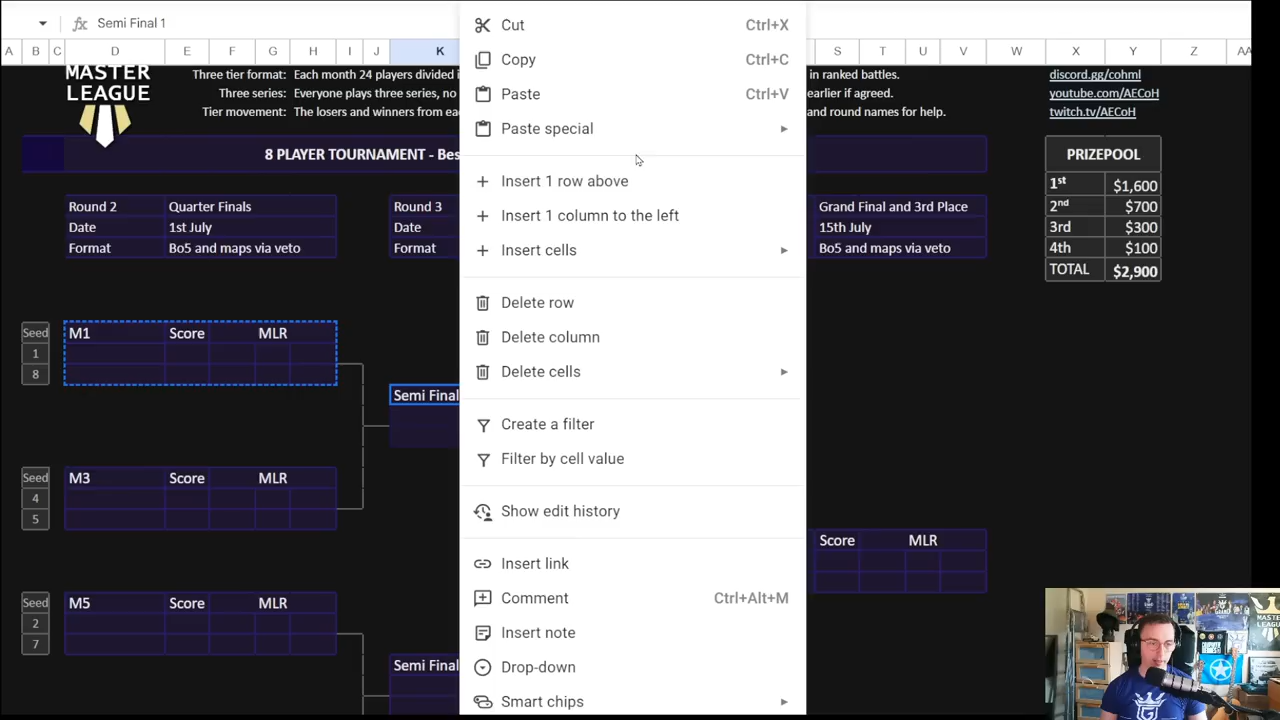 Semi Final 1
A B C D E F G H I J K S T U V W X Y Z AA
MASTER
LEAGUE
Three tier format: Each month 24 players divided i
in ranked battles.
Three series: Everyone plays three series, no
earlier if agreed.
Tier movement: The losers and winners from ea
and round names for help.
discord.gg/cohml
youtube.com/AECoH
twitch.tv/AECoH
8 PLAYER TOURNAMENT - Bes
PRIZEPOOL
1st $1,600
2nd $700
3rd $300
4th $100
TOTAL $2,900
Round 2 Quarter Finals
Date 1st July
Format Bo5 and maps via veto
Round 3
Date
Format
Grand Final and 3rd Place
15th July
Bo5 and maps via veto
Cut Ctrl+X
Copy Ctrl+C
Paste Ctrl+V
Paste special
Insert 1 row above
Insert 1 column to the left
Insert cells
Delete row
Delete column
Delete cells
Create a filter
Filter by cell value
Show edit history
Insert link
Comment Ctrl+Alt+M
Insert note
Drop-down
Smart chips
Seed M1 Score MLR
1
8
Semi Final
Seed M3 Score MLR
4
5
Score MLR
Seed M5 Score MLR
2
7
Semi Final
MASTER
LEAGUE